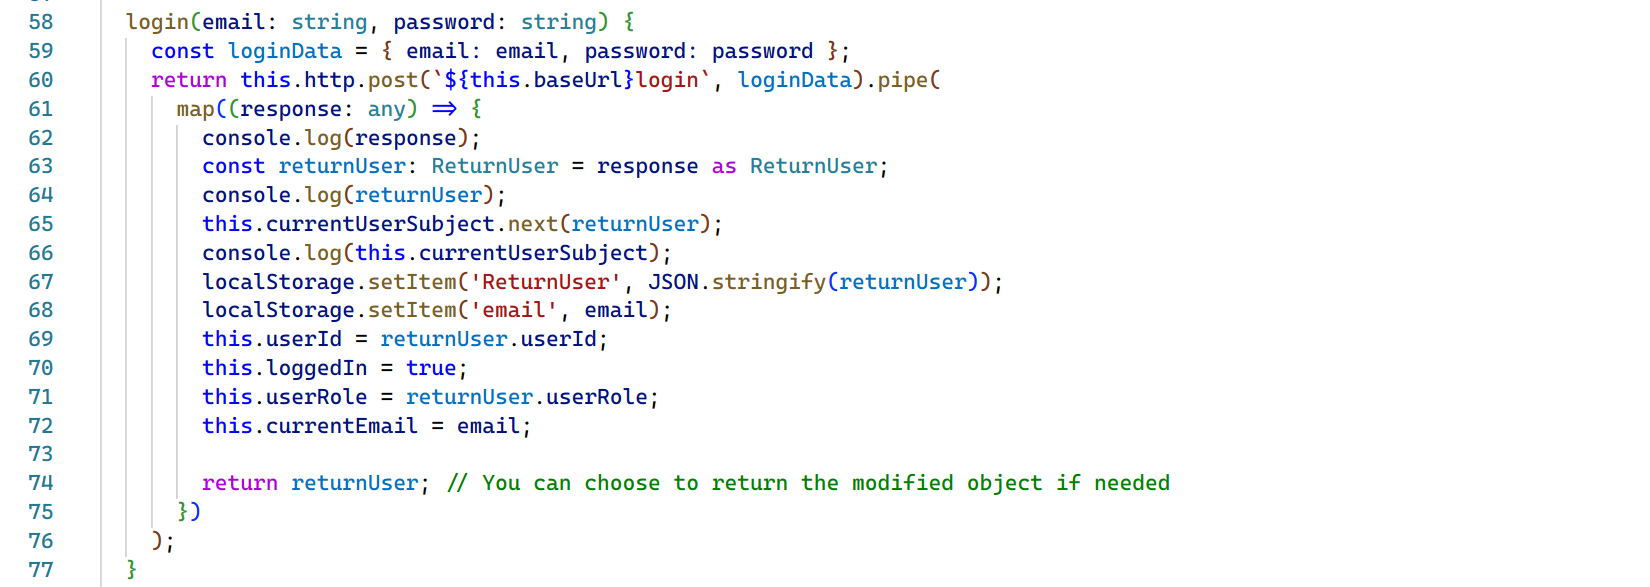 58 login(email: string, password: string) {
59 const loginData = { email: email, password: password };
60 return this.http.post(`${this.baseUrl}login`, loginData).pipe(
61 map((response: any) => {
62 console.log(response);
63 const returnUser: ReturnUser = response as ReturnUser;
64 console.log(returnUser);
65 this.currentUserSubject.next(returnUser);
66 console.log(this.currentUserSubject);
67 localStorage.setItem('ReturnUser', JSON.stringify(returnUser));
68 localStorage.setItem('email', email);
69 this.userId = returnUser.userId;
70 this.loggedIn = true;
71 this.userRole = returnUser.userRole;
72 this.currentEmail = email;
73
74 return returnUser; // You can choose to return the modified object if needed
75 })
76 );
77 }